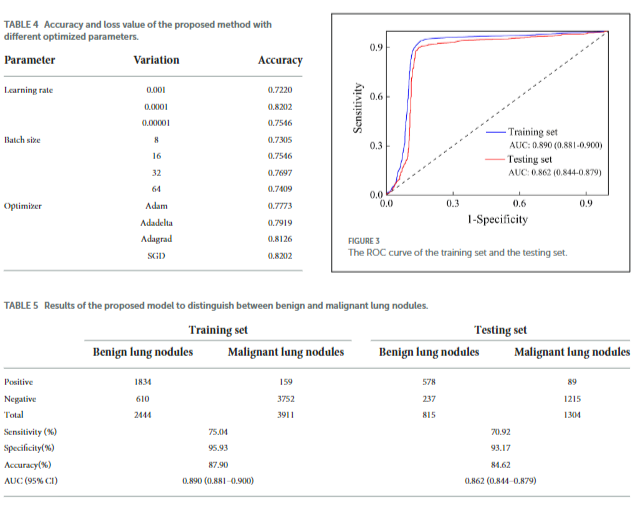 TABLE 4 Accuracy and loss value of the proposed method with
different optimized parameters.
Parameter Variation Accuracy
Learning rate 0.001 0.7220
0.0001 0.8202
0.00001 0.7546
Batch size 8 0.7305
16 0.7546
32 0.7697
64 0.7409
Optimizer Adam 0.7773
Adadelta 0.7919
Adagrad 0.8126
SGD 0.8202
Sensitivity
0.9
0.6
0.3
0.0
0.0 0.3 0.6 0.9
1-Specificity
Training set
AUC: 0.890 (0.881-0.900)
Testing set
AUC: 0.862 (0.844-0.879)
FIGURE 3
The ROC curve of the training set and the testing set.
TABLE 5 Results of the proposed model to distinguish between benign and malignant lung nodules.
Training set Testing set
Benign lung nodules Malignant lung nodules Benign lung nodules Malignant lung nodules
Positive 1834 159 578 89
Negative 610 3752 237 1215
Total 2444 3911 815 1304
Sensitivity (%) 75.04 70.92
Specificity(%) 95.93 93.17
Accuracy(%) 87.90 84.62
AUC (95% CI) 0.890 (0.881–0.900) 0.862 (0.844–0.879)